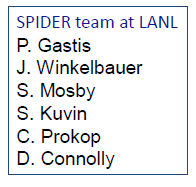 SPIDER team at LANL
P. Gastis
J. Winkelbauer
S. Mosby
S. Kuvin
C. Prokop
D. Connolly